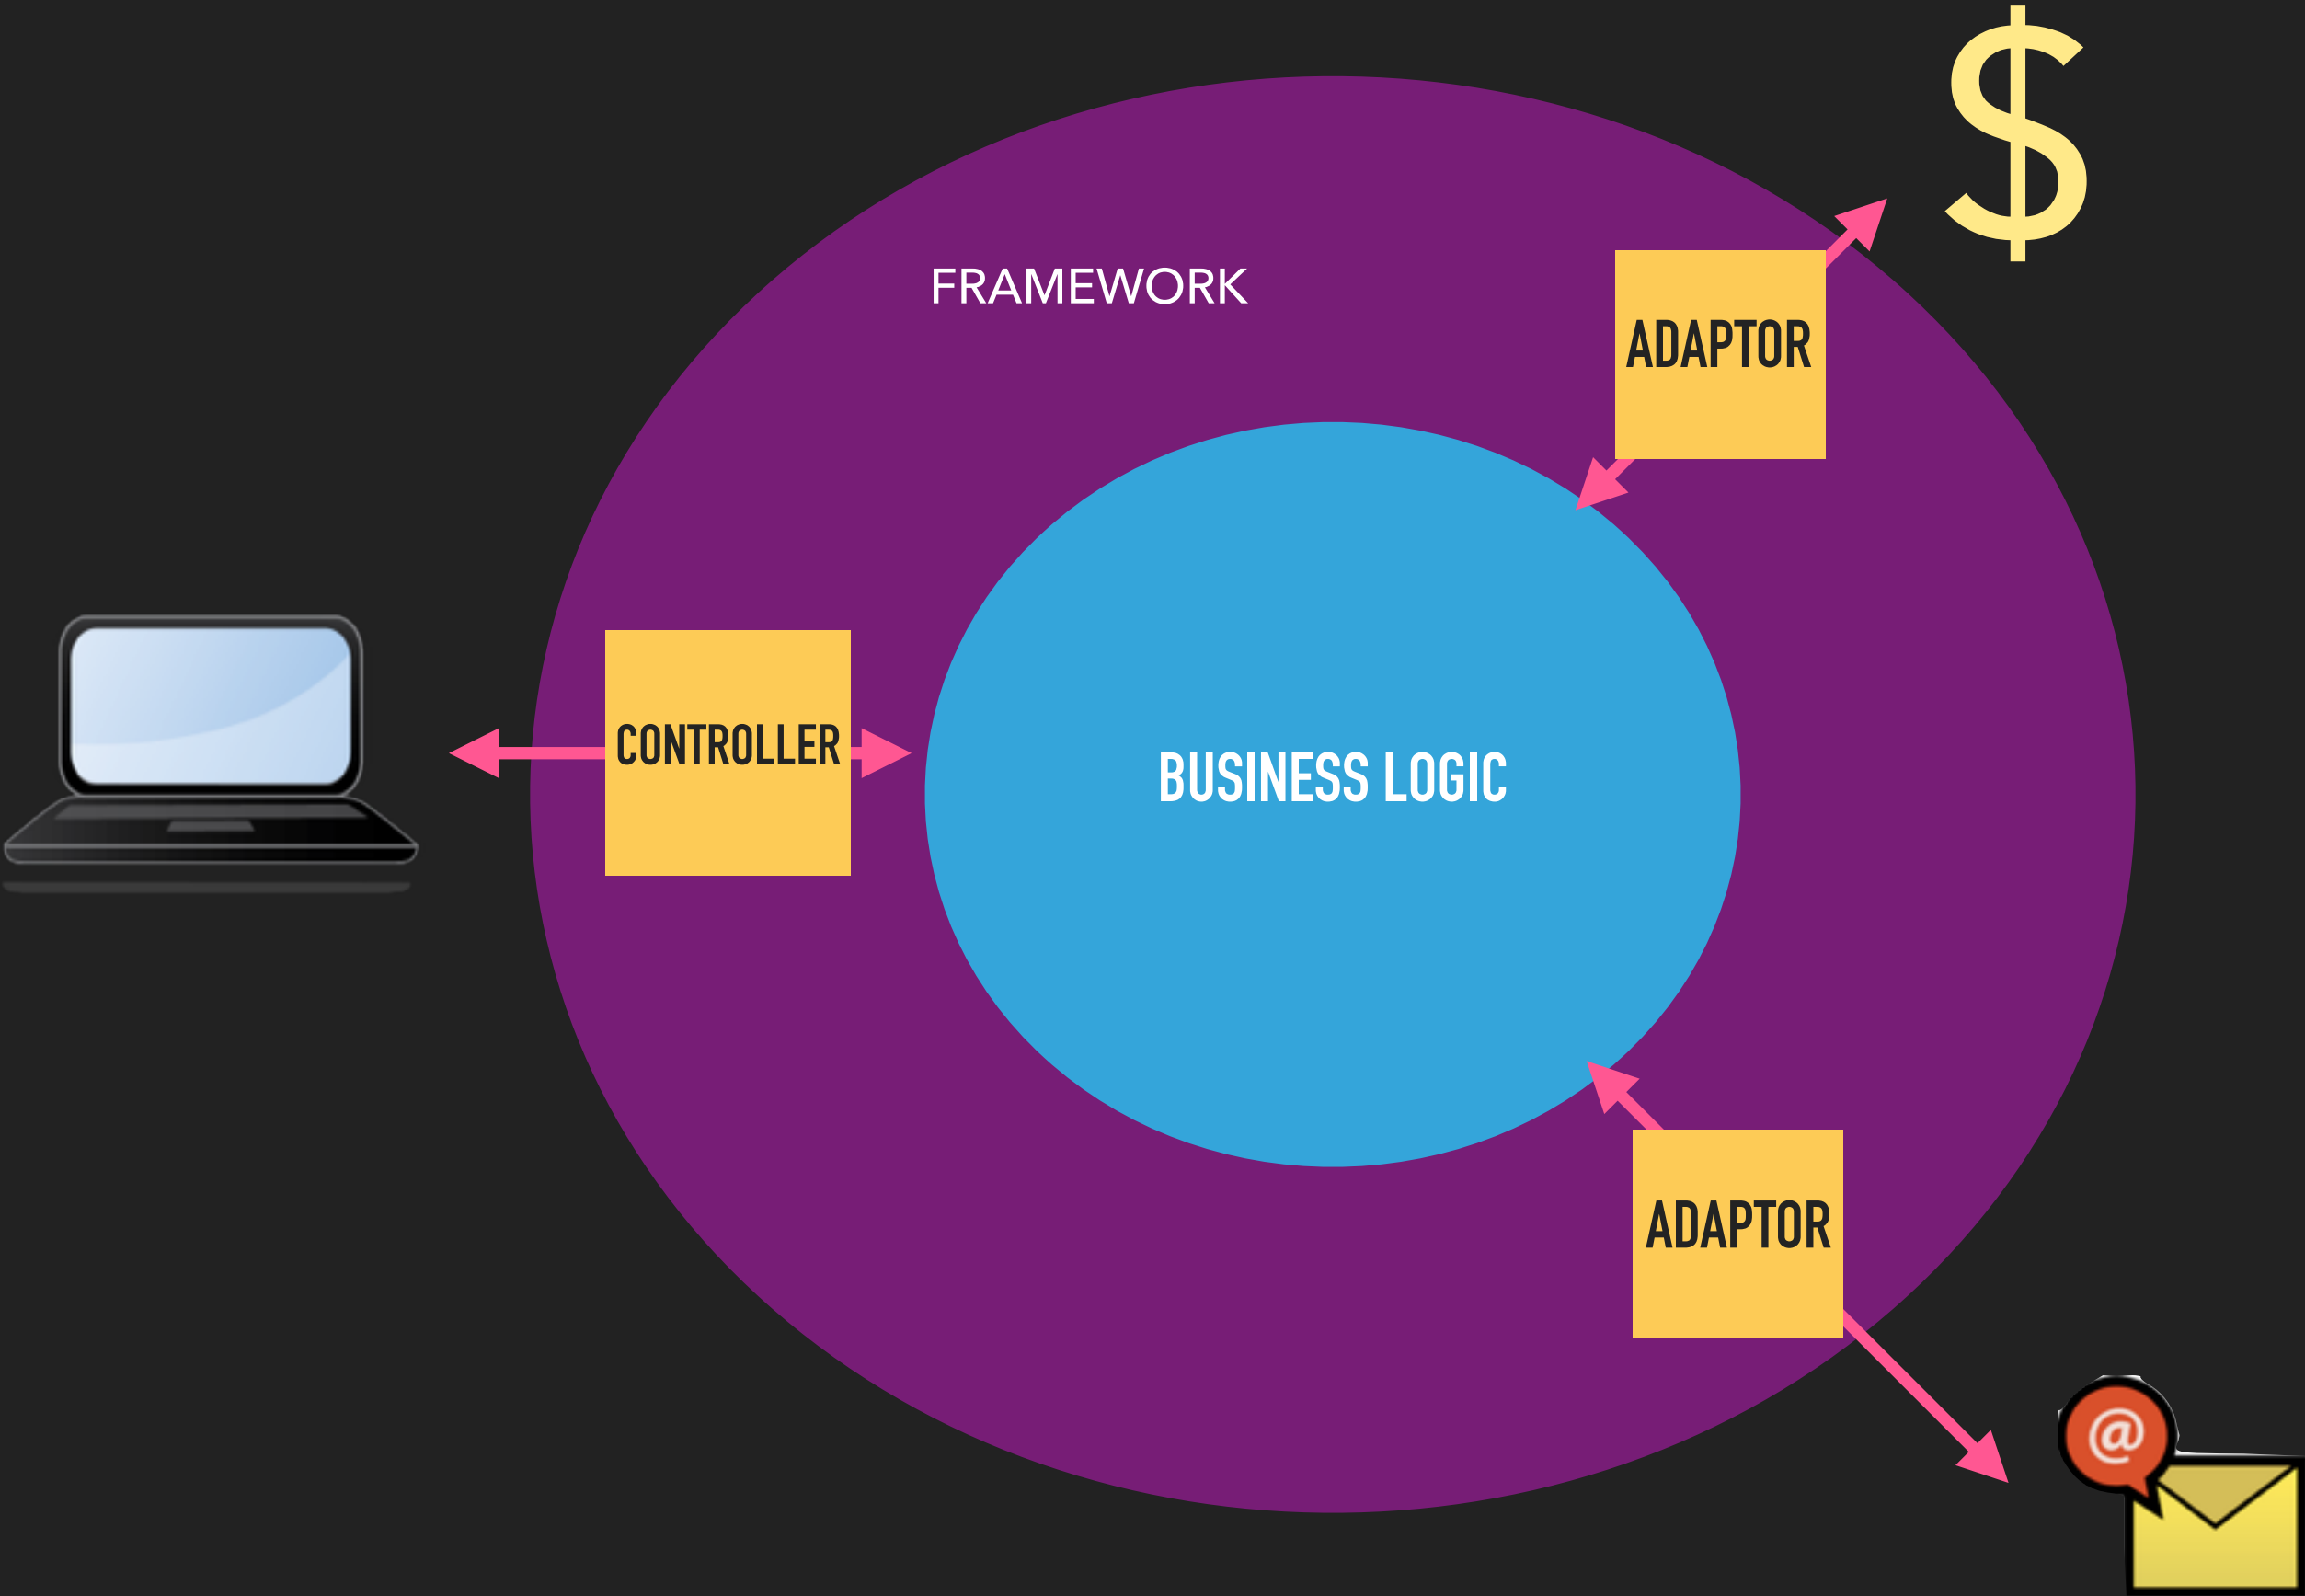 $
FRAMEWORK
ADAPTOR
CONTROLLER
BUSINESS LOGIC
ADAPTOR
@